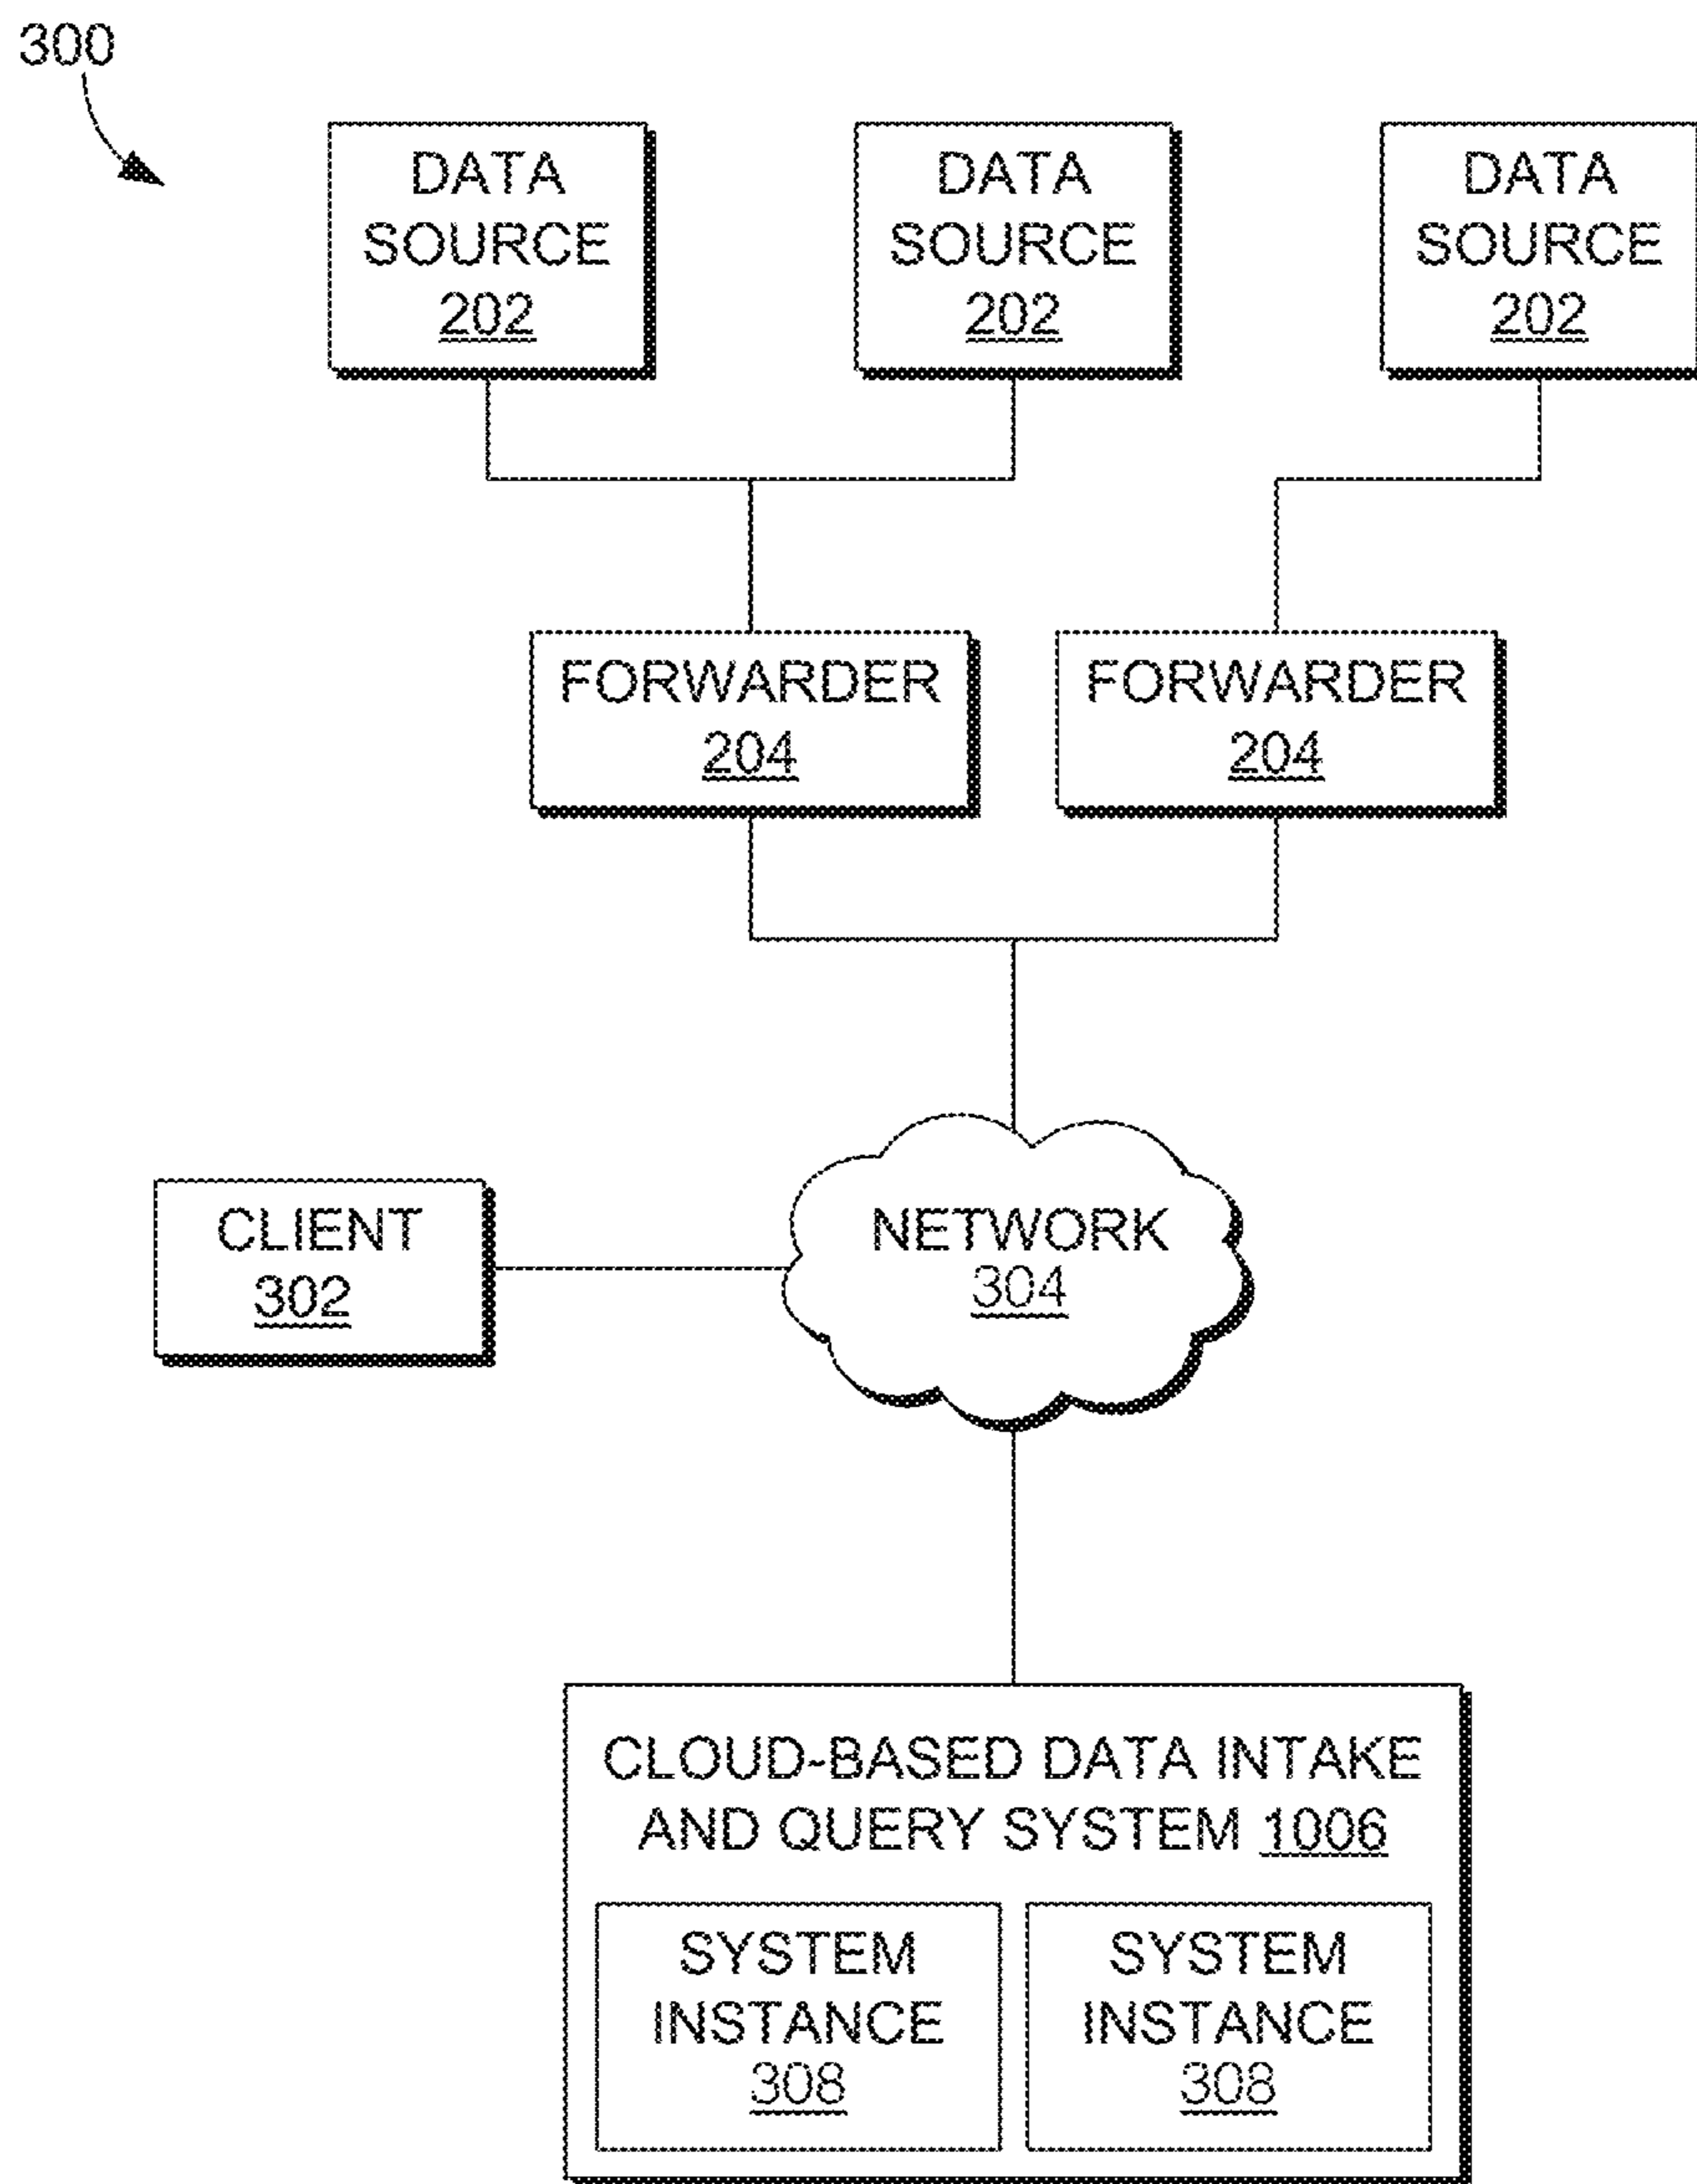 300
DATA
SOURCE
202
DATA
SOURCE
202
DATA
SOURCE
202
FORWARDER
204
FORWARDER
204
CLIENT
302
NETWORK
304
CLOUD-BASED DATA INTAKE
AND QUERY SYSTEM 1006
SYSTEM
INSTANCE
308
SYSTEM
INSTANCE
308